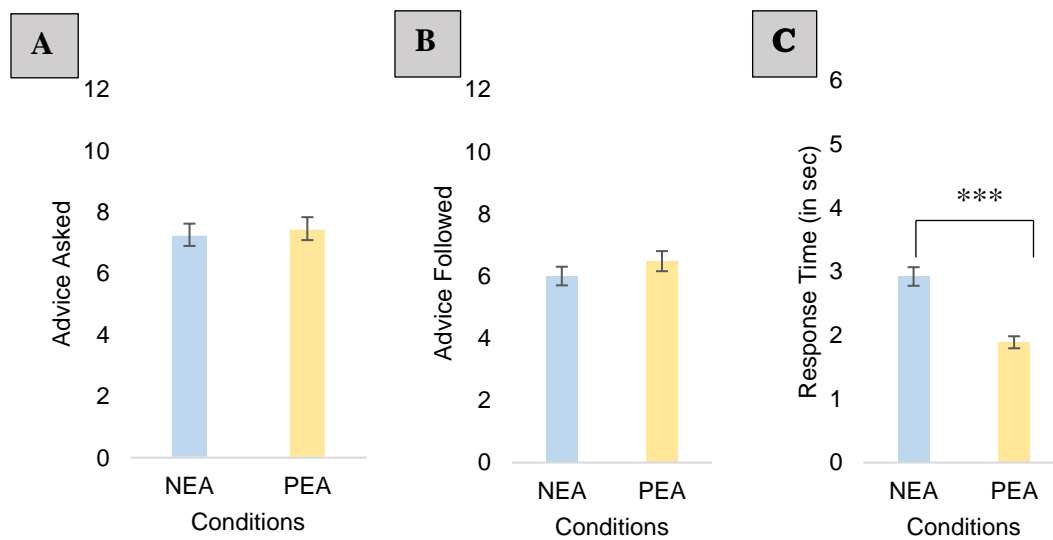 A
12
10
8
6
4
2
0
Advice Asked
NEA PEA
Conditions
B
12
10
8
6
4
2
0
Advice Followed
NEA PEA
Conditions
C
6
5
4
3
2
1
0
Response Time (in sec)
***
NEA PEA
Conditions